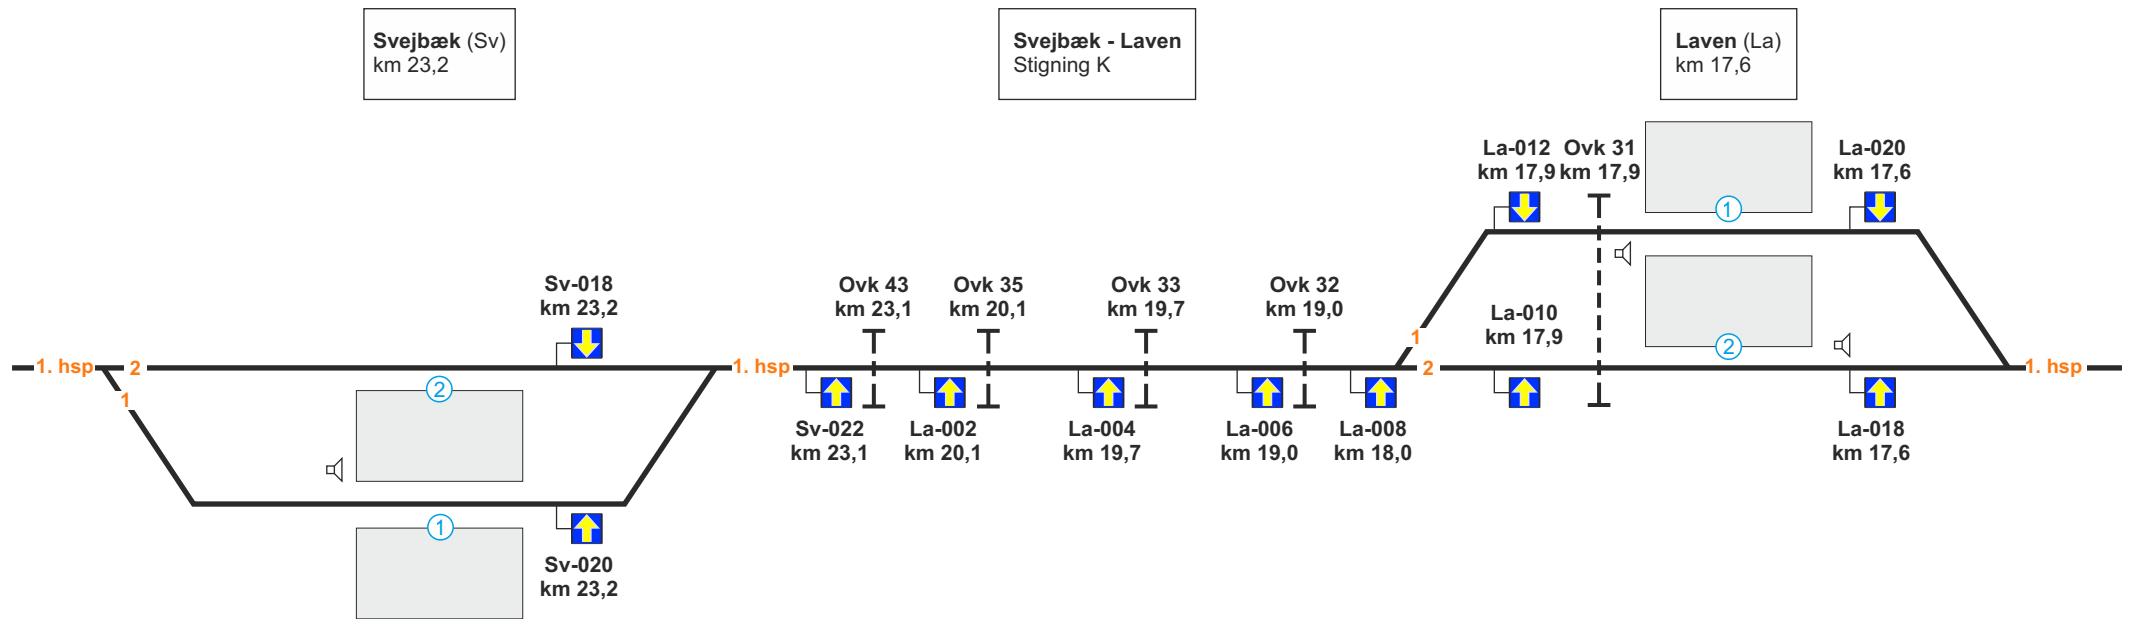 Svejbæk (Sv)
km 23,2
Svejbæk - Laven
Stigning K
Laven (La)
km 17,6
La-012
km 17,9
Ovk 31
km 17,9
La-020
km 17,6
1
Sv-018
km 23,2
Ovk 43
km 23,1
Ovk 35
km 20,1
Ovk 33
km 19,7
Ovk 32
km 19,0
La-010
km 17,9
1
2
1. hsp
2
1. hsp
2
1. hsp
1
2
Sv-022
km 23,1
La-002
km 20,1
La-004
km 19,7
La-006
km 19,0
La-008
km 18,0
La-018
km 17,6
1
Sv-020
km 23,2